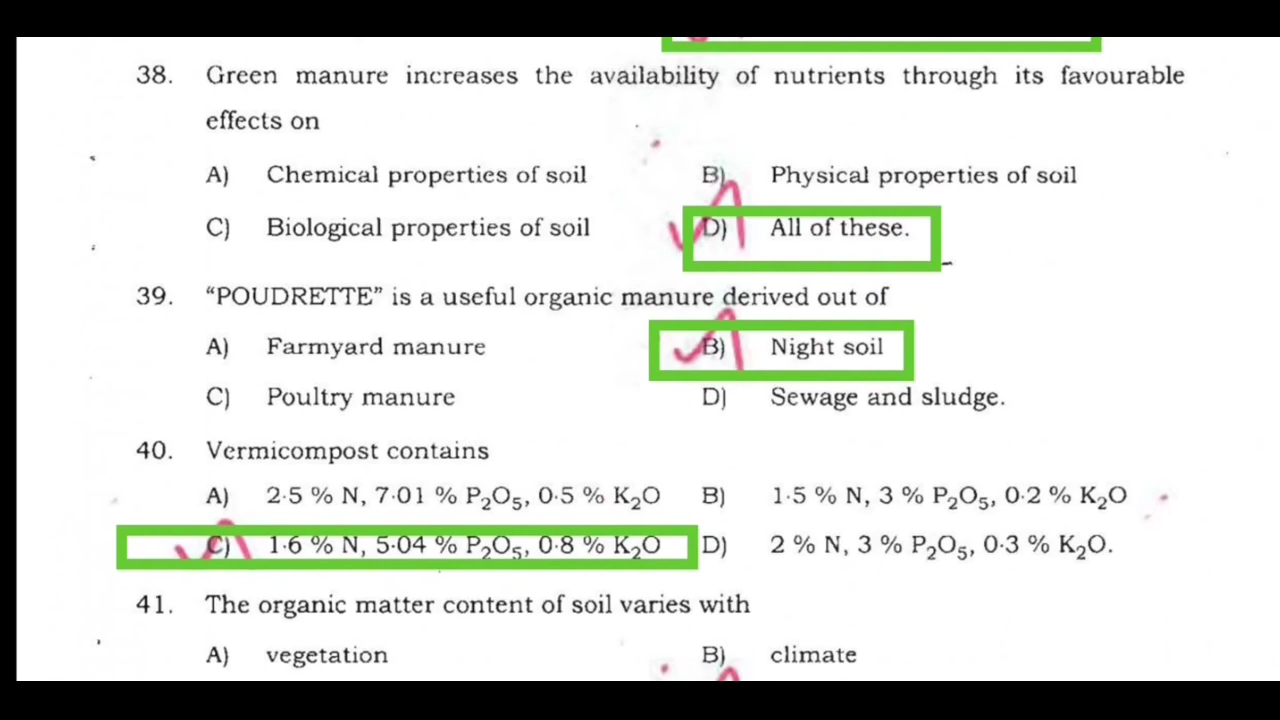 38. Green manure increases the availability of nutrients through its favourable
effects on
A) Chemical properties of soil B) Physical properties of soil
C) Biological properties of soil D) All of these.
39. “POUDRETTE” is a useful organic manure derived out of
A) Farmyard manure B) Night soil
C) Poultry manure D) Sewage and sludge.
40. Vermicompost contains
A) 2·5 % N, 7·01 % P₂O₅, 0·5 % K₂O B) 1·5 % N, 3 % P₂O₅, 0·2 % K₂O
C) 1·6 % N, 5·04 % P₂O₅, 0·8 % K₂O D) 2 % N, 3 % P₂O₅, 0·3 % K₂O.
41. The organic matter content of soil varies with
A) vegetation B) climate